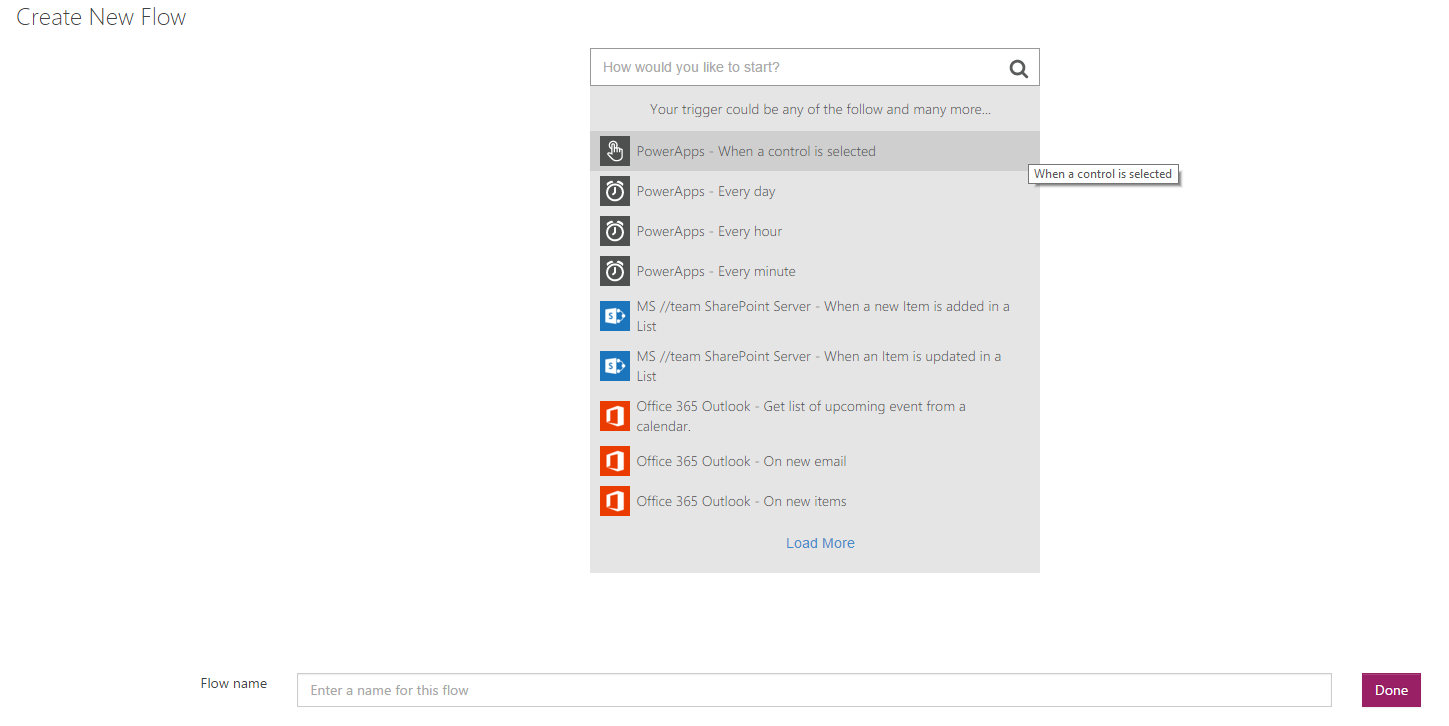 Create New Flow
How would you like to start?
Your trigger could be any of the follow and many more...
PowerApps - When a control is selected
When a control is selected
PowerApps - Every day
PowerApps - Every hour
PowerApps - Every minute
MS //team SharePoint Server - When a new Item is added in a
List
MS //team SharePoint Server - When an Item is updated in a
List
Office 365 Outlook - Get list of upcoming event from a
calendar.
Office 365 Outlook - On new email
Office 365 Outlook - On new items
Load More
Flow name
Enter a name for this flow
Done